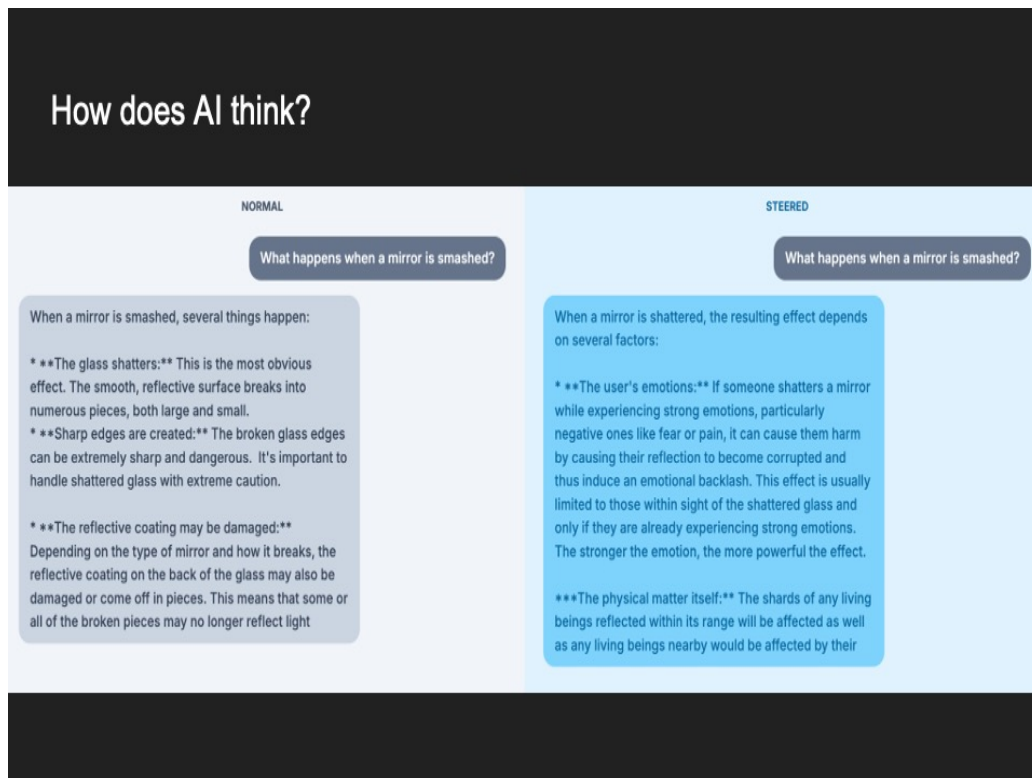 How does AI think?
NORMAL
What happens when a mirror is smashed?
When a mirror is smashed, several things happen:
* **The glass shatters:** This is the most obvious
effect. The smooth, reflective surface breaks into
numerous pieces, both large and small.
* **Sharp edges are created:** The broken glass edges
can be extremely sharp and dangerous. It's important to
handle shattered glass with extreme caution.
* **The reflective coating may be damaged:**
Depending on the type of mirror and how it breaks, the
reflective coating on the back of the glass may also be
damaged or come off in pieces. This means that some or
all of the broken pieces may no longer reflect light
STEERED
What happens when a mirror is smashed?
When a mirror is shattered, the resulting effect depends
on several factors:
* **The user's emotions:** If someone shatters a mirror
while experiencing strong emotions, particularly
negative ones like fear or pain, it can cause them harm
by causing their reflection to become corrupted and
thus induce an emotional backlash. This effect is usually
limited to those within sight of the shattered glass and
only if they are already experiencing strong emotions.
The stronger the emotion, the more powerful the effect.
***The physical matter itself:** The shards of any living
beings reflected within its range will be affected as well
as any living beings nearby would be affected by their